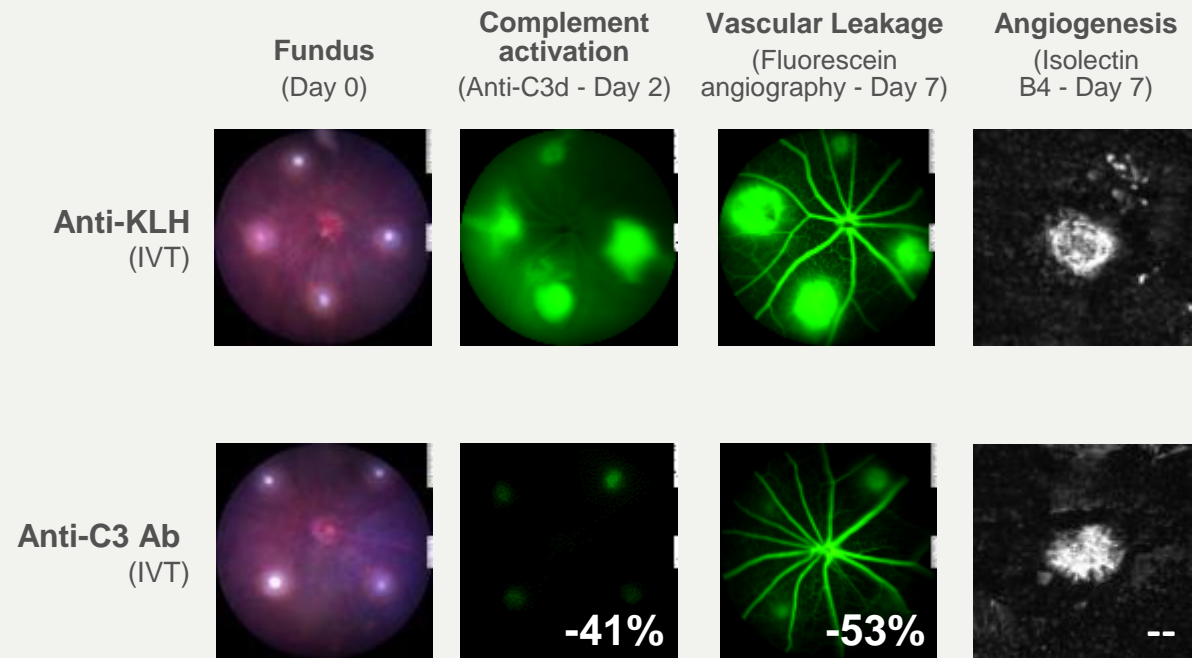 Fundus
(Day 0)
Complement
activation
(Anti-C3d - Day 2)
Vascular Leakage
(Fluorescein
angiography - Day 7)
Angiogenesis
(Isolectin
B4 - Day 7)
Anti-KLH
(IVT)
Anti-C3 Ab
(IVT)
-41%
-53%
--